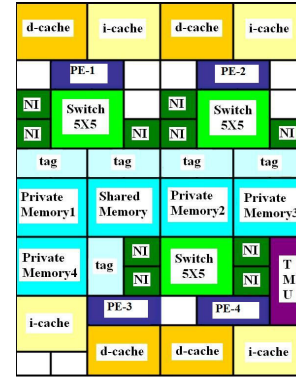 d-cache i-cache d-cache i-cache
PE-1 PE-2
NI Switch 5X5 NI Switch 5X5
NI NI NI NI
tag tag tag tag
Private Memory1 Shared Memory Private Memory2 Private Memory3
Private Memory4 tag NI Switch 5X5 NI TMU
NI NI
i-cache PE-3 PE-4
d-cache d-cache i-cache